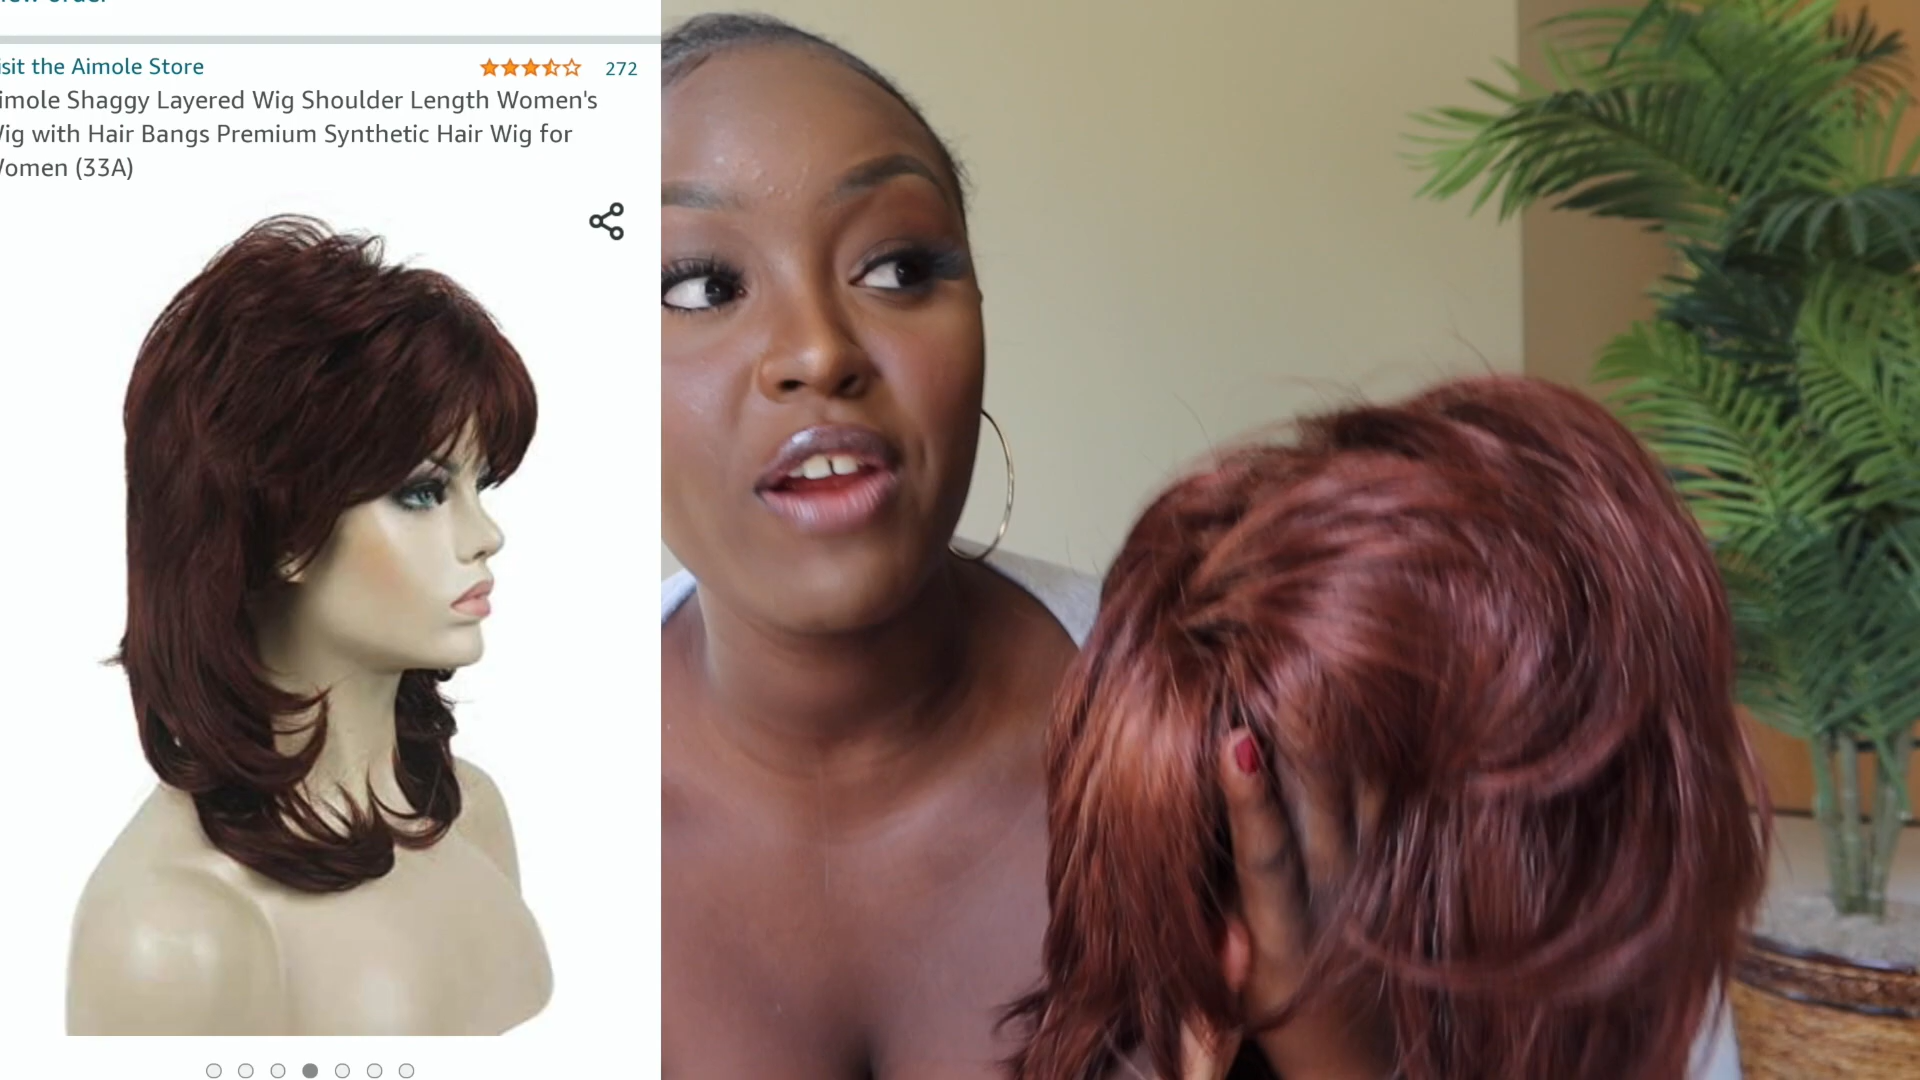 sit the Aimole Store
272
imole Shaggy Layered Wig Shoulder Length Women's
ig with Hair Bangs Premium Synthetic Hair Wig for
omen (33A)